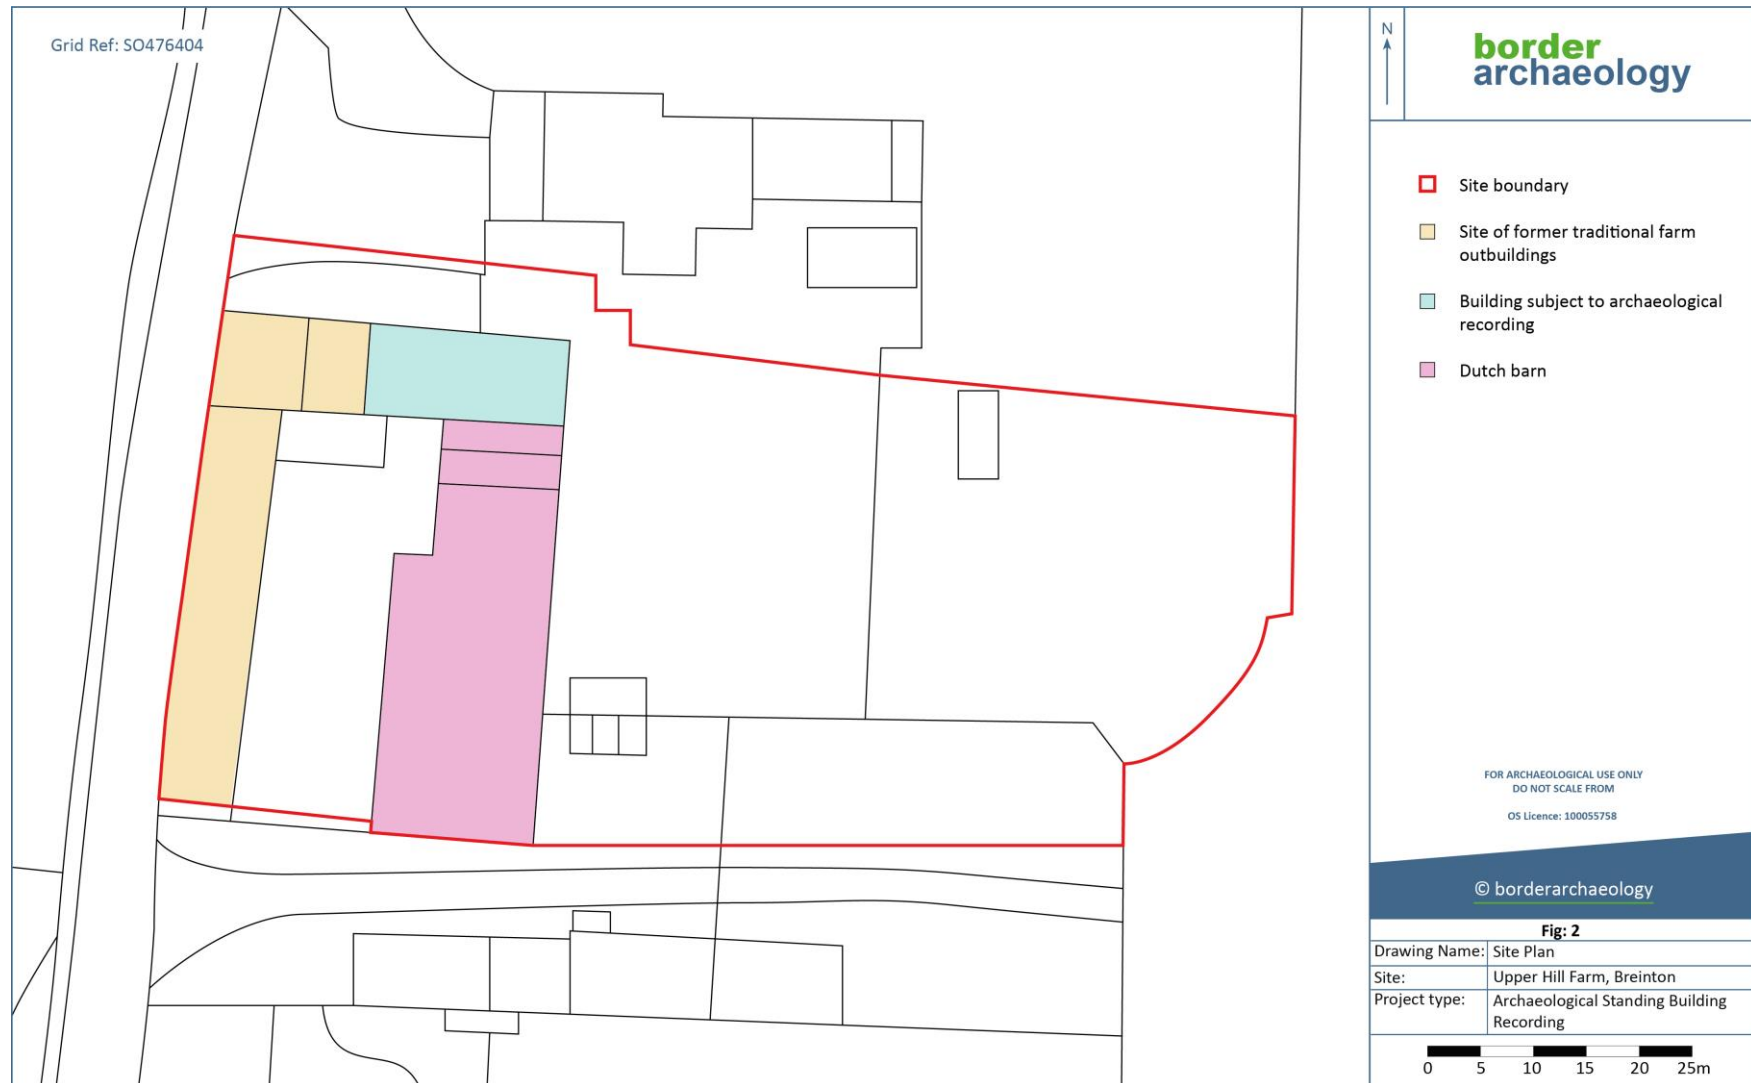 Grid Ref: SO476404
N
border
archaeology
Site boundary
Site of former traditional farm
outbuildings
Building subject to archaeological
recording
Dutch barn
FOR ARCHAEOLOGICAL USE ONLY
DO NOT SCALE FROM
OS Licence: 100055758
© borderarchaeology
Fig: 2
Drawing Name: Site Plan
Site: Upper Hill Farm, Breinton
Project type: Archaeological Standing Building
Recording
0 5 10 15 20 25m